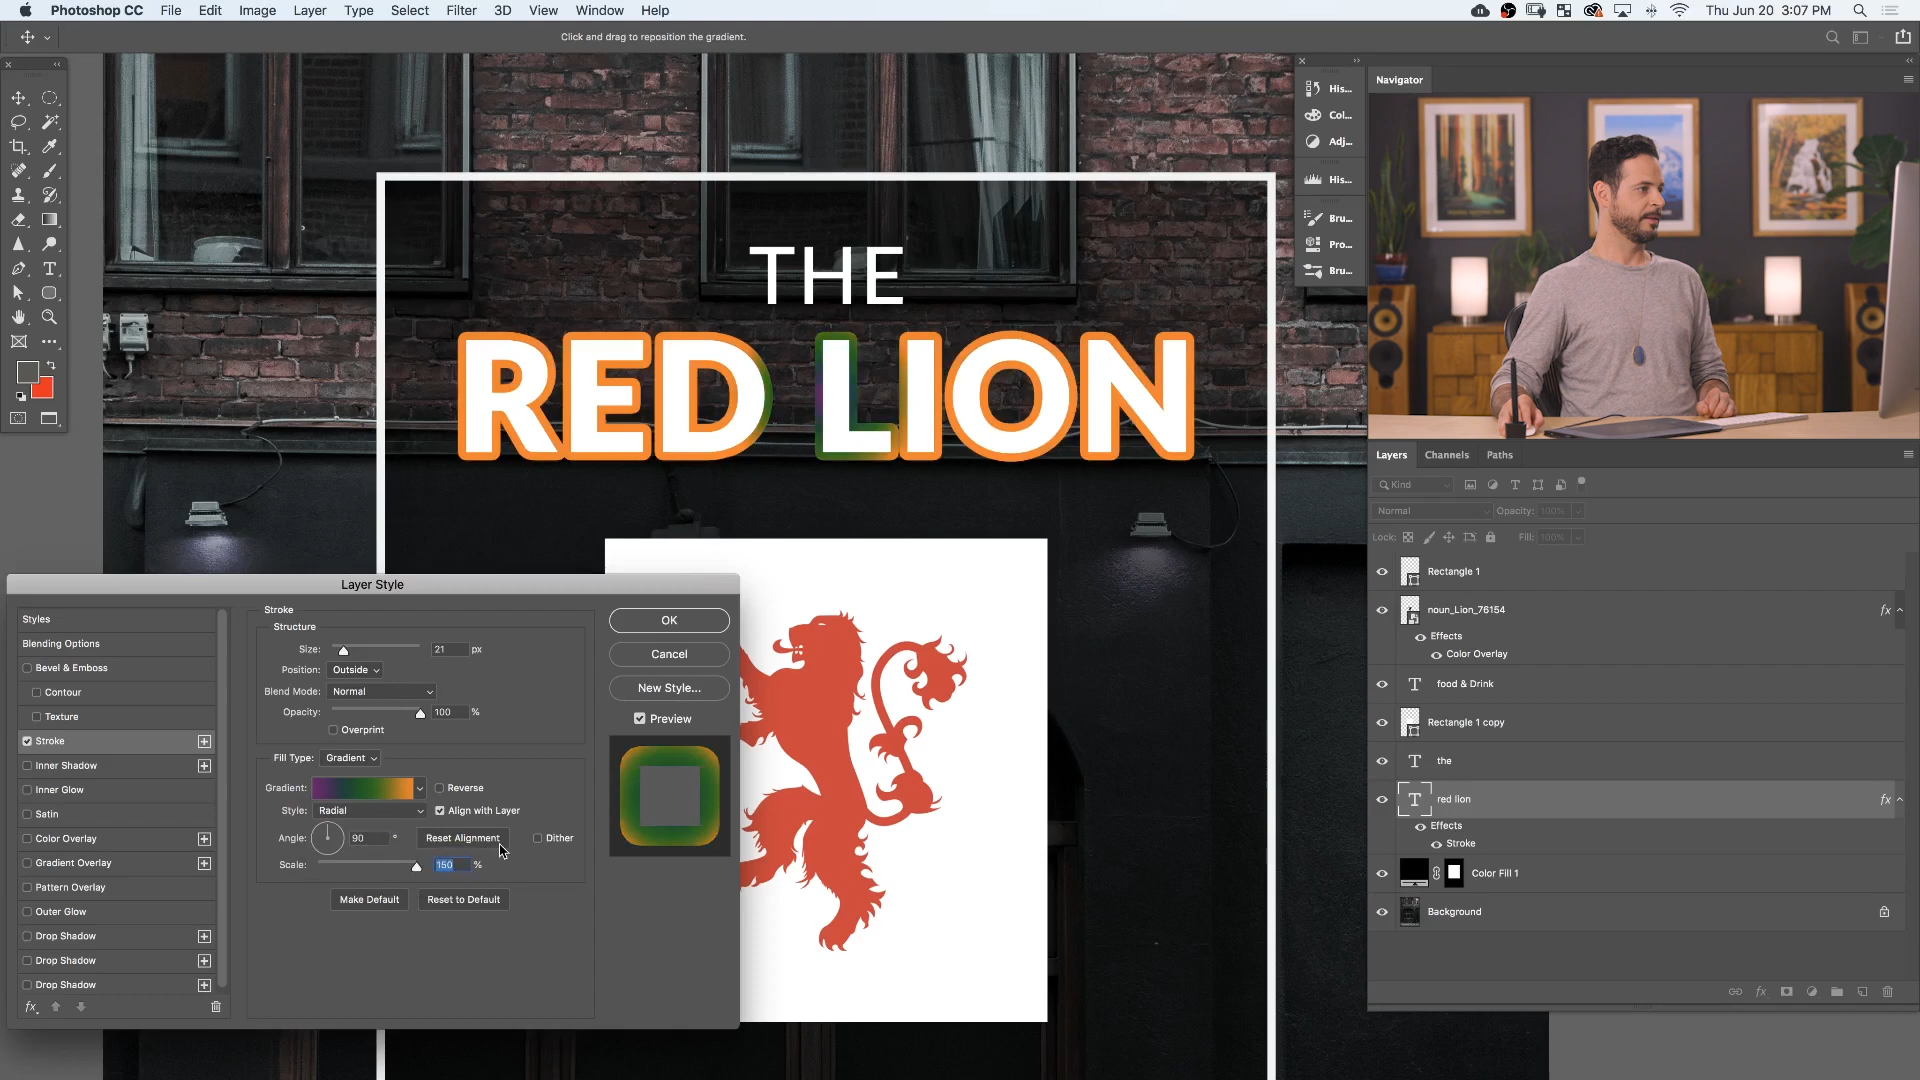 Photoshop CC File Edit Image Layer Type Select Filter 3D View Window Help Thu Jun 20 3:07 PM
Click and drag to reposition the gradient.
Navigator
His...
Col...
Adj...
His...
Bru...
Pro...
Bru...
THE
RED LION
Layers Channels Paths
Kind
Normal Opacity: 100%
Lock: Fill: 100%
Rectangle 1
noun_Lion_76154 fx
Effects
Color Overlay
T food & Drink
Rectangle 1 copy
T the
T red lion fx
Effects
Stroke
Color Fill 1
Background
fx
Layer Style
Styles
Blending Options
Bevel & Emboss
Contour
Texture
Stroke
Inner Shadow
Inner Glow
Satin
Color Overlay
Gradient Overlay
Pattern Overlay
Outer Glow
Drop Shadow
Drop Shadow
Drop Shadow
fx
Stroke
Structure
Size: 21 px
Position: Outside
Blend Mode: Normal
Opacity: 100 %
Overprint
Fill Type: Gradient
Gradient: Reverse
Style: Radial Align with Layer
Angle: 90 ° Reset Alignment Dither
Scale: 150 %
Make Default Reset to Default
OK
Cancel
New Style...
Preview